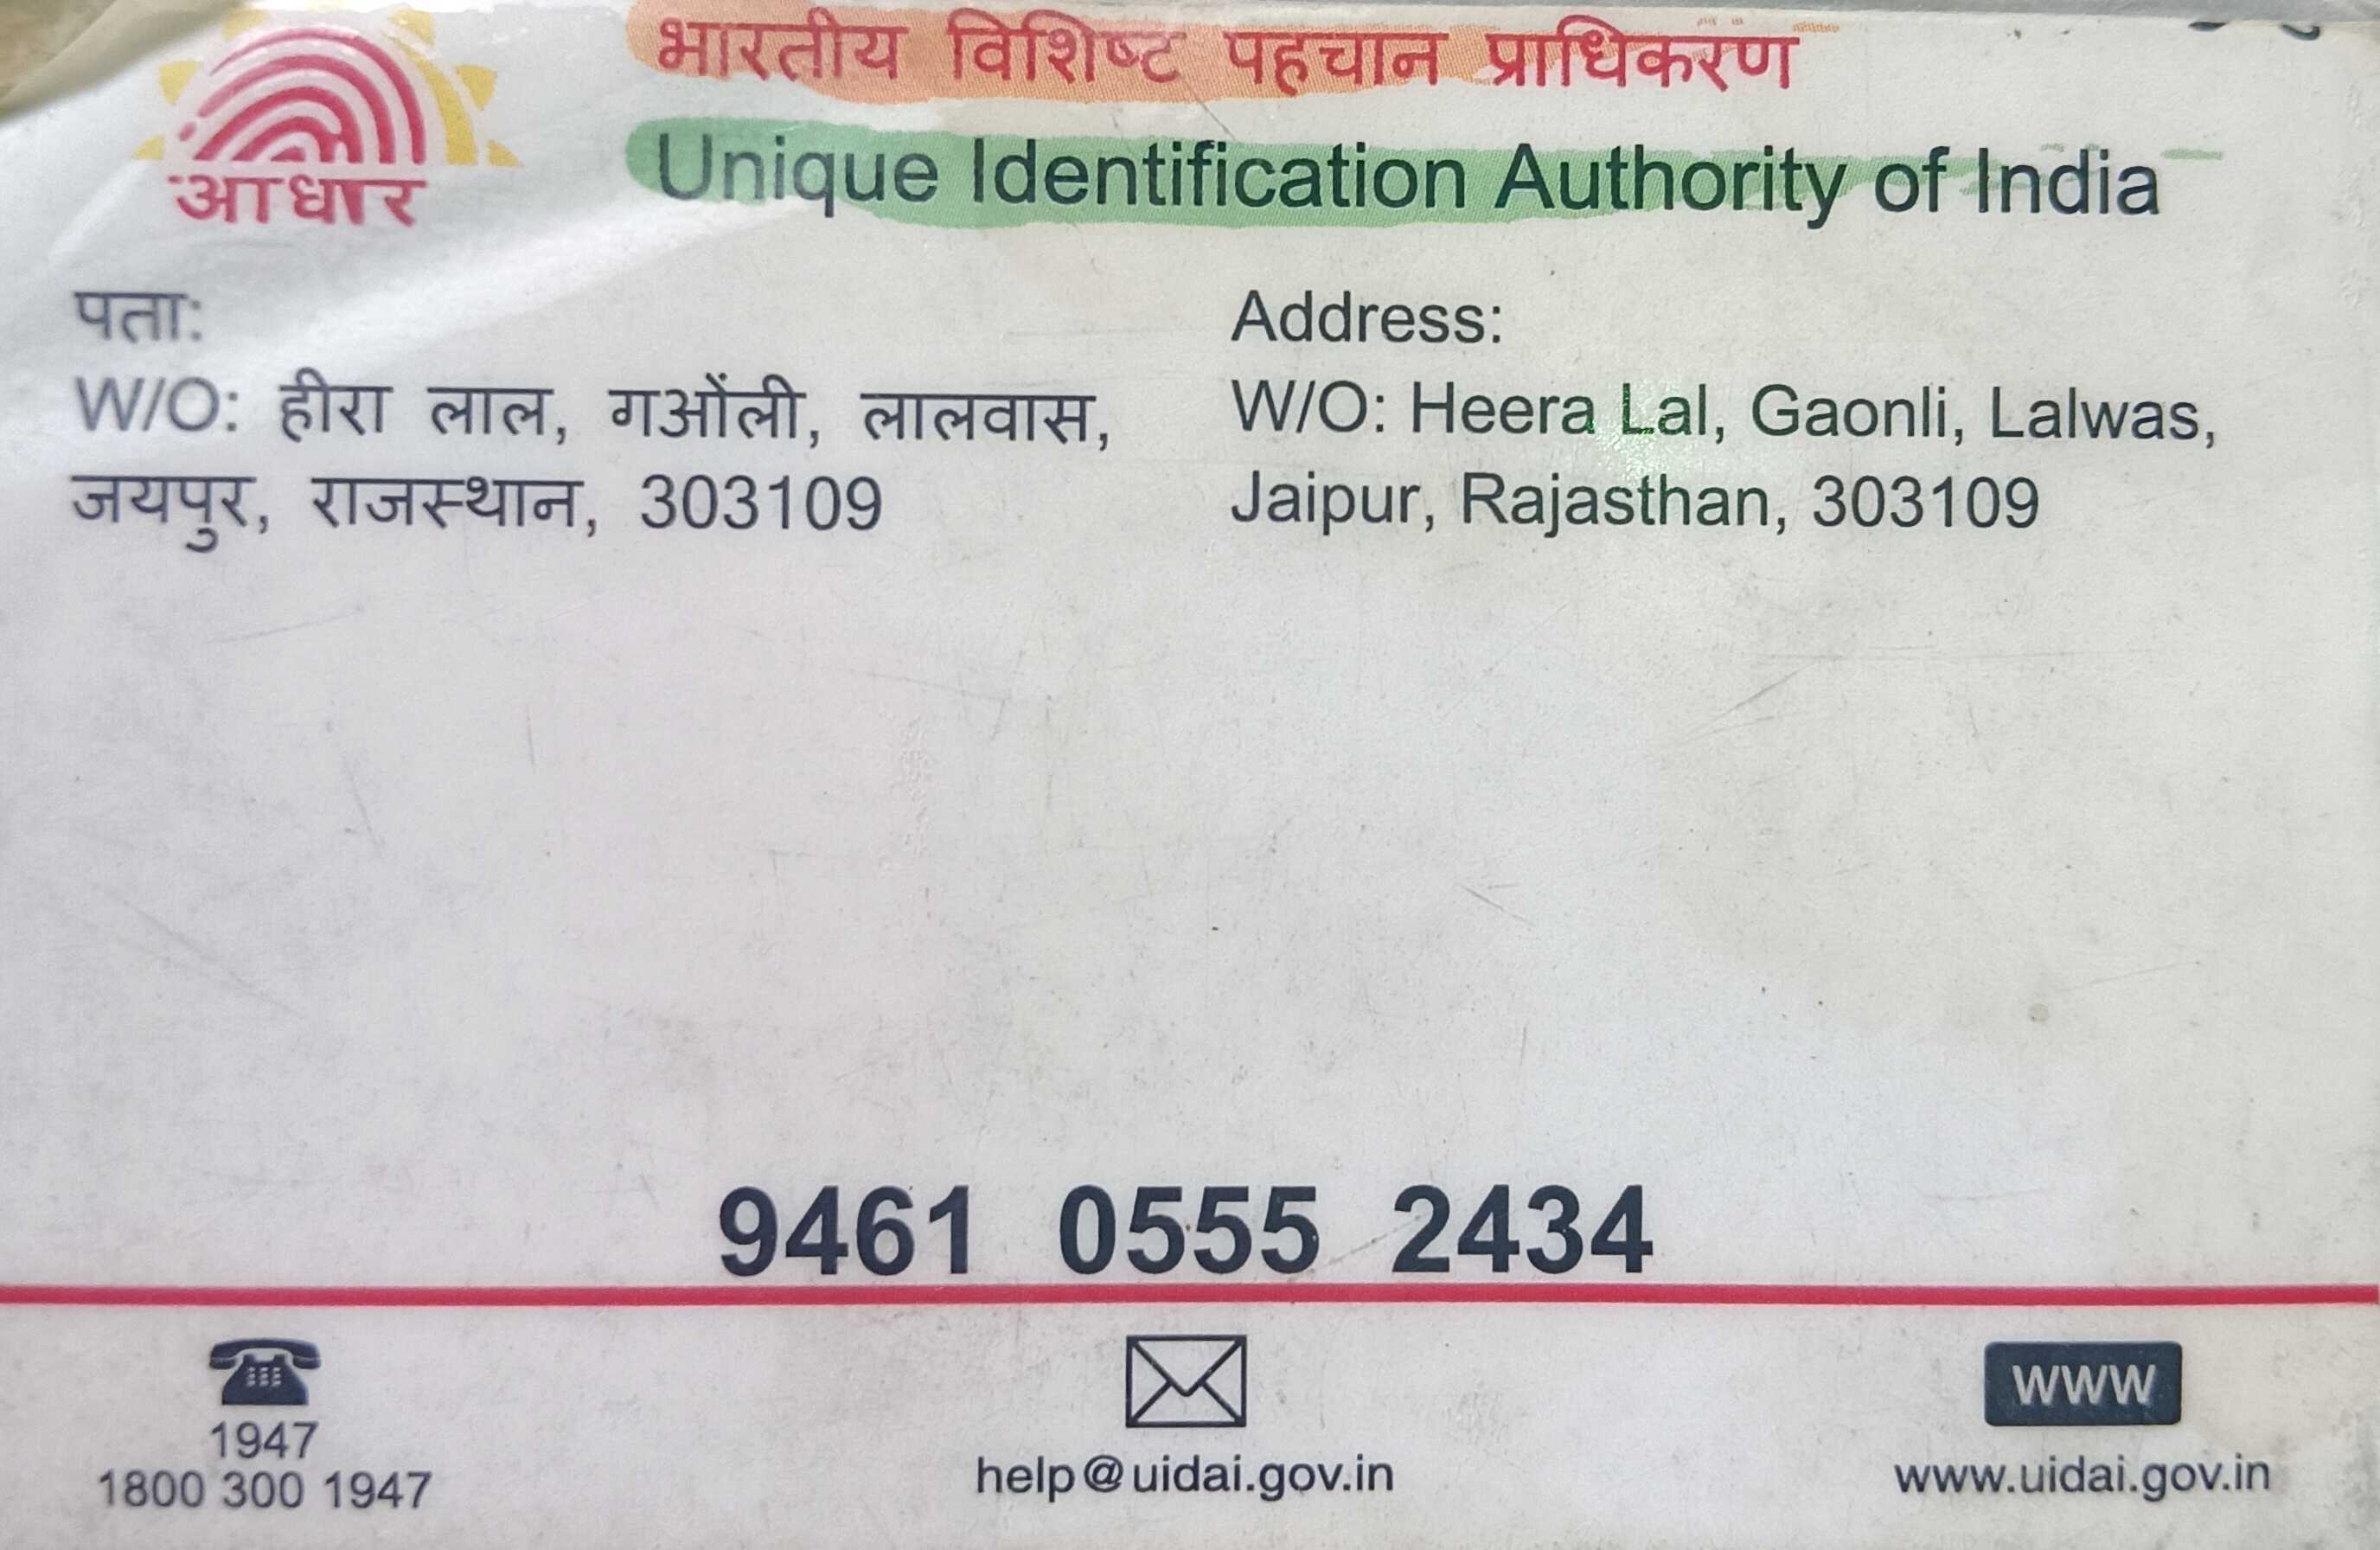 भारतीय विशिष्ट पहचान प्राधिकरण
Unique Identification Authority of India
आधार
पता:
W/O: हीरा लाल, गओंली, लालवास,
जयपुर, राजस्थान, 303109
Address:
W/O: Heera Lal, Gaonli, Lalwas,
Jaipur, Rajasthan, 303109
9461 0555 2434
1947
1800 300 1947
help@uidai.gov.in
WWW
www.uidai.gov.in